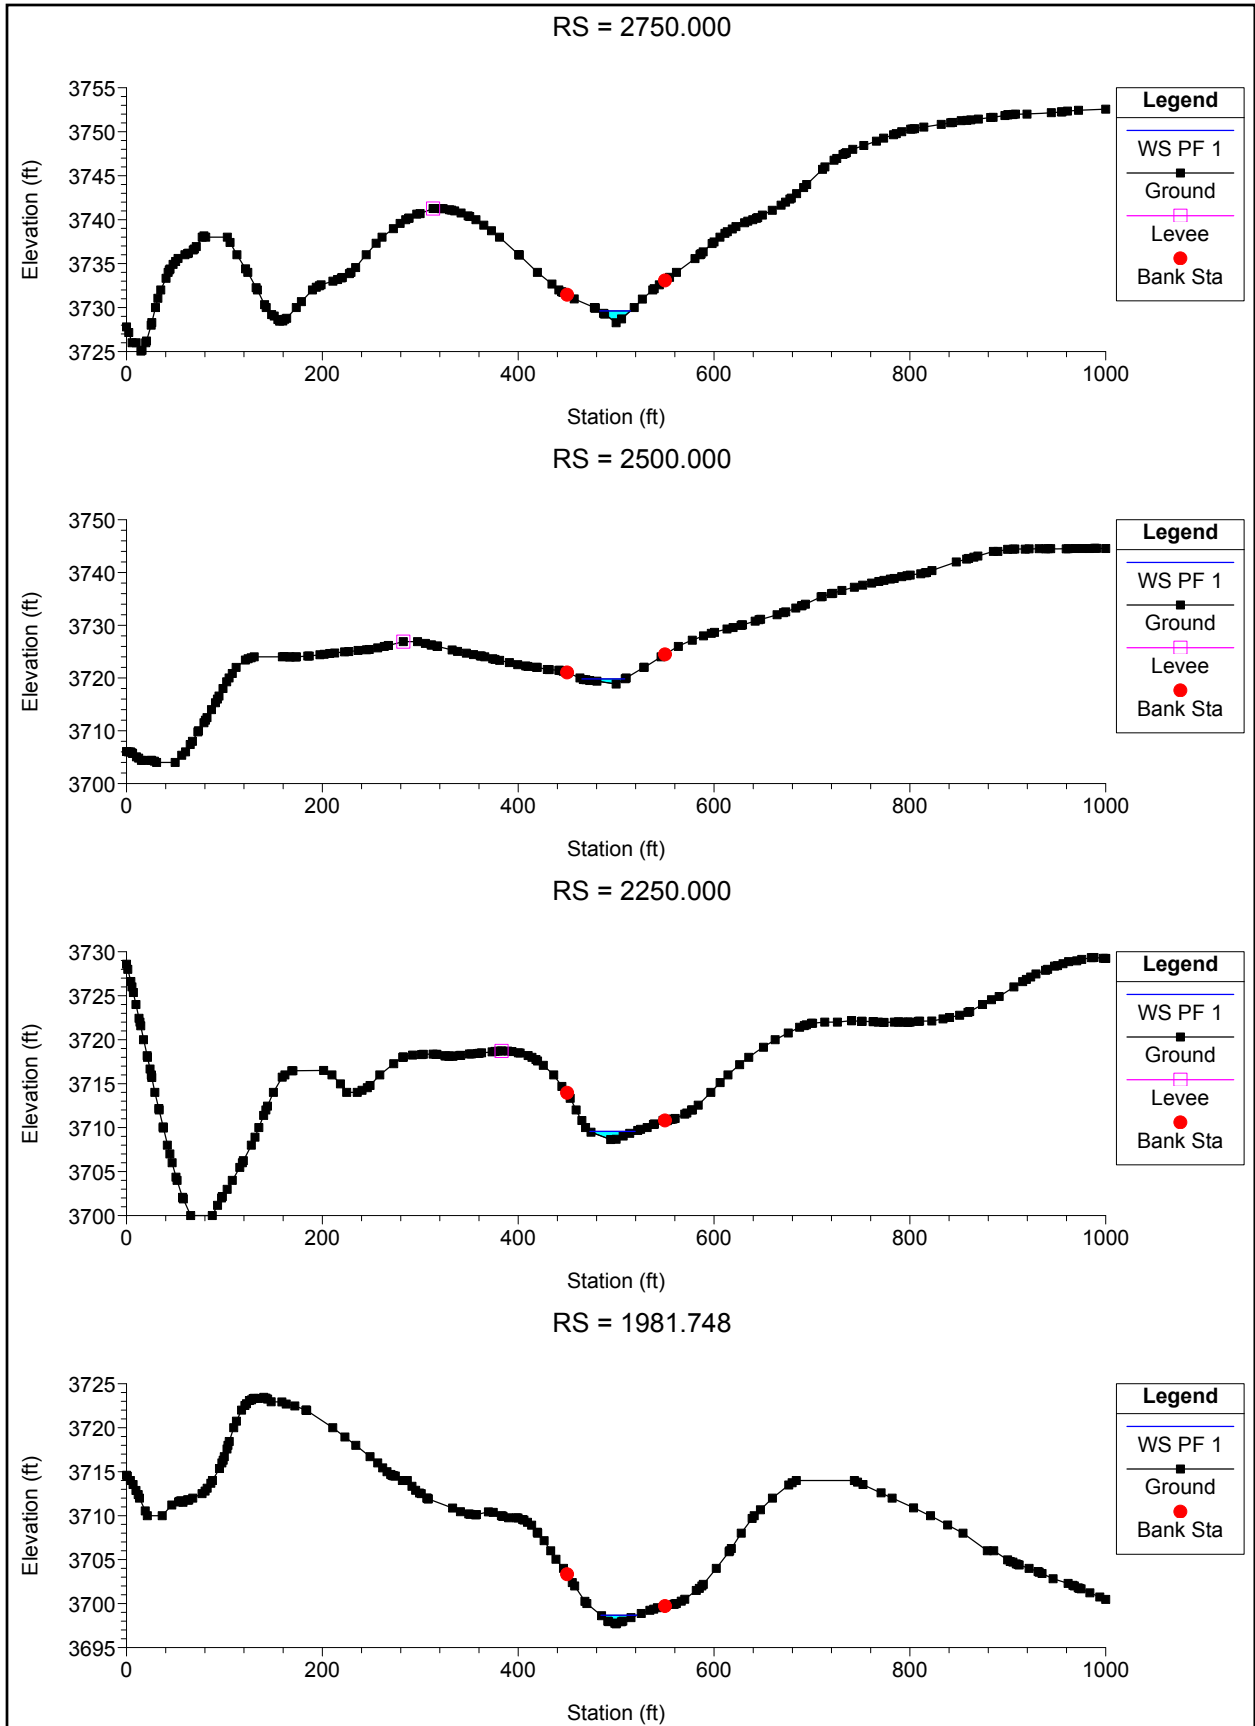 RS = 2750.000
3755
3750
3745
3740
3735
3730
3725
Elevation (ft)
0 200 400 600 800 1000
Station (ft)
Legend
WS PF 1
Ground
Levee
Bank Sta
RS = 2500.000
3750
3740
3730
3720
3710
3700
Elevation (ft)
0 200 400 600 800 1000
Station (ft)
Legend
WS PF 1
Ground
Levee
Bank Sta
RS = 2250.000
3730
3725
3720
3715
3710
3705
3700
Elevation (ft)
0 200 400 600 800 1000
Station (ft)
Legend
WS PF 1
Ground
Levee
Bank Sta
RS = 1981.748
3725
3720
3715
3710
3705
3700
3695
Elevation (ft)
0 200 400 600 800 1000
Station (ft)
Legend
WS PF 1
Ground
Bank Sta